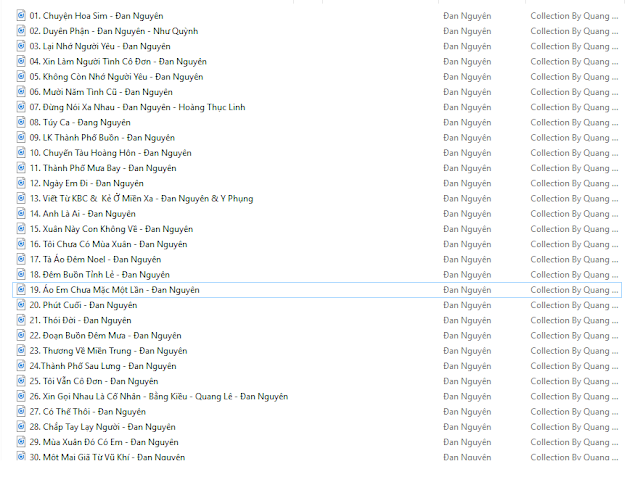 01. Chuyện Hoa Sim - Đan Nguyên Đan Nguyên Collection By Quang ...
02. Duyên Phận - Đan Nguyên - Như Quỳnh Đan Nguyên Collection By Quang ...
03. Lại Nhớ Người Yêu - Đan Nguyên Đan Nguyên Collection By Quang ...
04. Xin Làm Người Tình Cô Đơn - Đan Nguyên Đan Nguyên Collection By Quang ...
05. Không Còn Nhớ Người Yêu - Đan Nguyên Đan Nguyên Collection By Quang ...
06. Mười Năm Tình Cũ - Đan Nguyên Đan Nguyên Collection By Quang ...
07. Đừng Nói Xa Nhau - Đan Nguyên - Hoàng Thục Linh Đan Nguyên Collection By Quang ...
08. Túy Ca - Đang Nguyên Đan Nguyên Collection By Quang ...
09. LK Thành Phố Buồn - Đan Nguyên Đan Nguyên Collection By Quang ...
10. Chuyến Tàu Hoàng Hôn - Đan Nguyên Đan Nguyên Collection By Quang ...
11. Thành Phố Mưa Bay - Đan Nguyên Đan Nguyên Collection By Quang ...
12. Ngày Em Đi - Đan Nguyên Đan Nguyên Collection By Quang ...
13. Viết Từ KBC & Kẻ Ở Miền Xa - Đan Nguyên & Y Phụng Đan Nguyên Collection By Quang ...
14. Anh Là Ai - Đan Nguyên Đan Nguyên Collection By Quang ...
15. Xuân Này Con Không Về - Đan Nguyên Đan Nguyên Collection By Quang ...
16. Tôi Chưa Có Mùa Xuân - Đan Nguyên Đan Nguyên Collection By Quang ...
17. Tà Áo Đêm Noel - Đan Nguyên Đan Nguyên Collection By Quang ...
18. Đêm Buồn Tỉnh Lẻ - Đan Nguyên Đan Nguyên Collection By Quang ...
19. Áo Em Chưa Mặc Một Lần - Đan Nguyên Đan Nguyên Collection By Quang ...
20. Phút Cuối - Đan Nguyên Đan Nguyên Collection By Quang ...
21. Thói Đời - Đan Nguyên Đan Nguyên Collection By Quang ...
22. Đoạn Buồn Đêm Mưa - Đan Nguyên Đan Nguyên Collection By Quang ...
23. Thương Về Miền Trung - Đan Nguyên Đan Nguyên Collection By Quang ...
24.Thành Phố Sau Lưng - Đan Nguyên Đan Nguyên Collection By Quang ...
25. Tôi Vẫn Cô Đơn - Đan Nguyên Đan Nguyên Collection By Quang ...
26. Xin Gọi Nhau Là Cố Nhân - Bằng Kiều - Quang Lê - Đan Nguyên Đan Nguyên Collection By Quang ...
27. Có Thế Thôi - Đan Nguyên Đan Nguyên Collection By Quang ...
28. Chắp Tay Lạy Người - Đan Nguyên Đan Nguyên Collection By Quang ...
29. Mùa Xuân Đó Có Em - Đan Nguyên Đan Nguyên Collection By Quang ...
30. Một Mai Giã Từ Vũ Khí - Đan Nguyên Đan Nguyên Collection By Quang ...